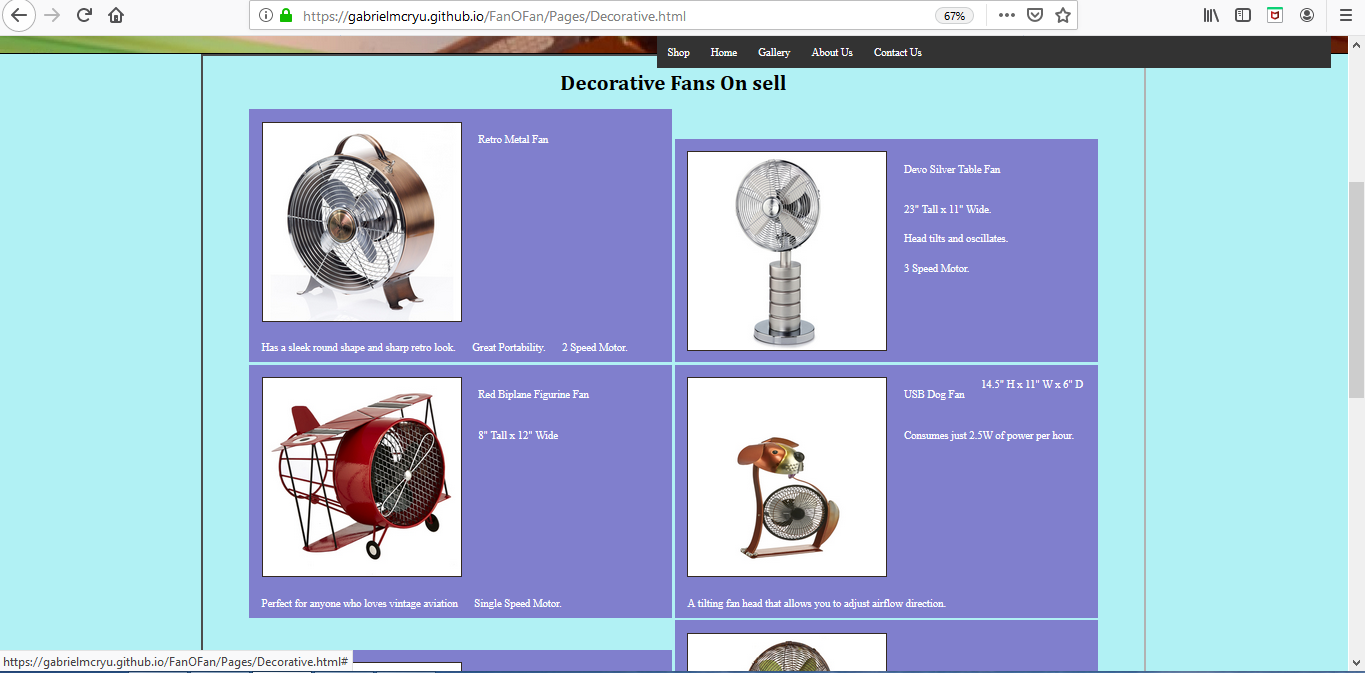 https://gabrielmcryu.github.io/FanOFan/Pages/Decorative.html
67%
Shop Home Gallery About Us Contact Us
Decorative Fans On sell
Retro Metal Fan
Has a sleek round shape and sharp retro look. Great Portability. 2 Speed Motor.
Devo Silver Table Fan
23" Tall x 11" Wide.
Head tilts and oscillates.
3 Speed Motor.
Red Biplane Figurine Fan
8" Tall x 12" Wide
Perfect for anyone who loves vintage aviation Single Speed Motor.
USB Dog Fan
14.5" H x 11" W x 6" D
Consumes just 2.5W of power per hour.
A tilting fan head that allows you to adjust airflow direction.
https://gabrielmcryu.github.io/FanOFan/Pages/Decorative.html#